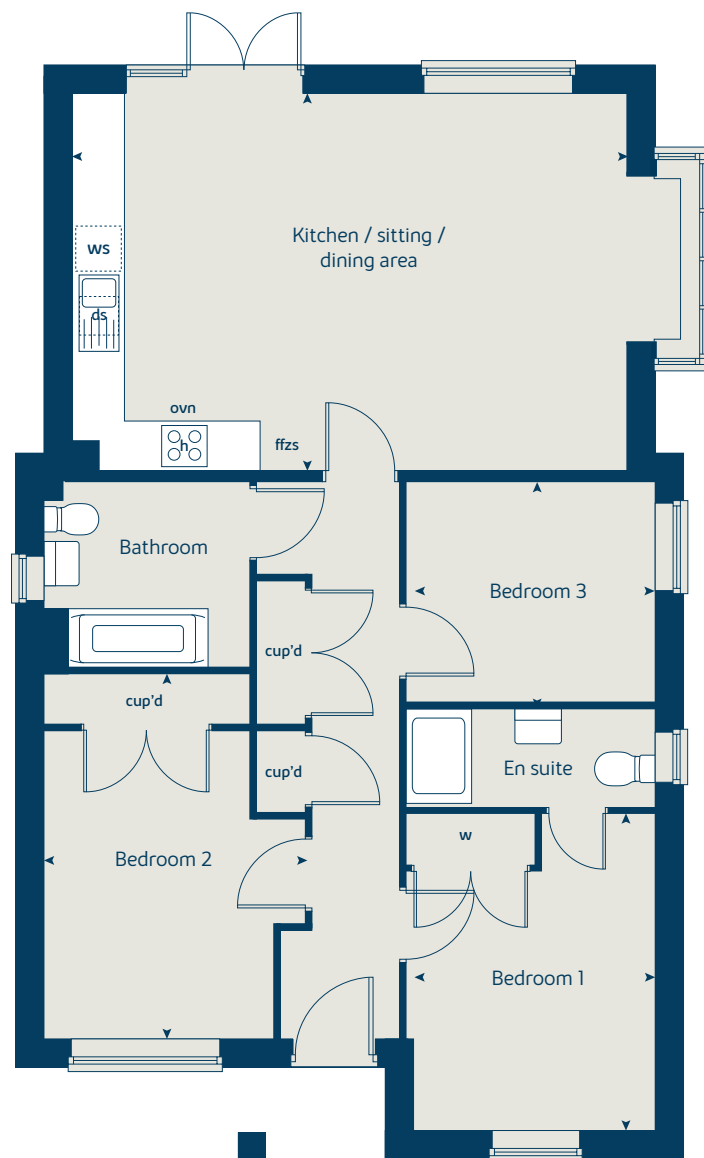 Kitchen / sitting /
dining area
ws
ds
ovn
h
ffzs
Bathroom
Bedroom 3
cup'd
cup'd
En suite
cup'd
w
Bedroom 2
Bedroom 1